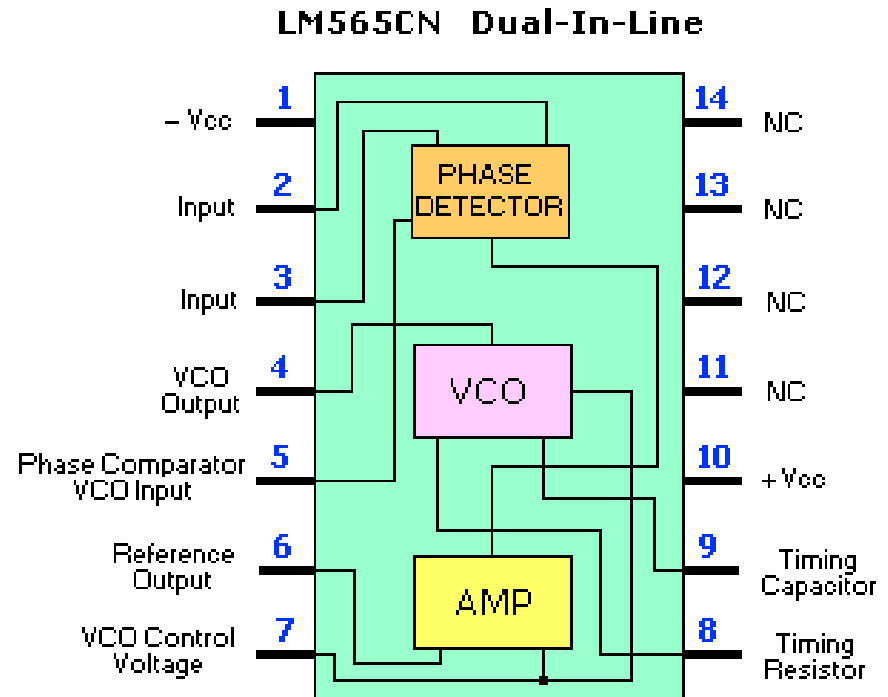 LM565CN Dual-In-Line
1
– Vcc
2
Input
3
Input
4
VCO
Output
5
Phase Comparator
VCO Input
6
Reference
Output
7
VCO Control
Voltage
PHASE
DETECTOR
VCO
AMP
14
NC
13
NC
12
NC
11
NC
10
+ Vcc
9
Timing
Capacitor
8
Timing
Resistor